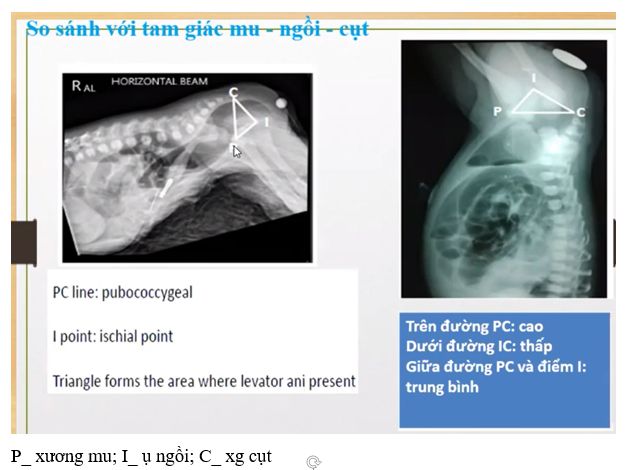 So sánh với tam giác mu - ngồi - cụt
R AL HORIZONTAL BEAM
C
I
I
P
C
PC line: pubococcygeal
I point: ischial point
Triangle forms the area where levator ani present
Trên đường PC: cao
Dưới đường IC: thấp
Giữa đường PC và điểm I:
trung bình
P_ xương mu; I_ ụ ngồi; C_ xg cụt